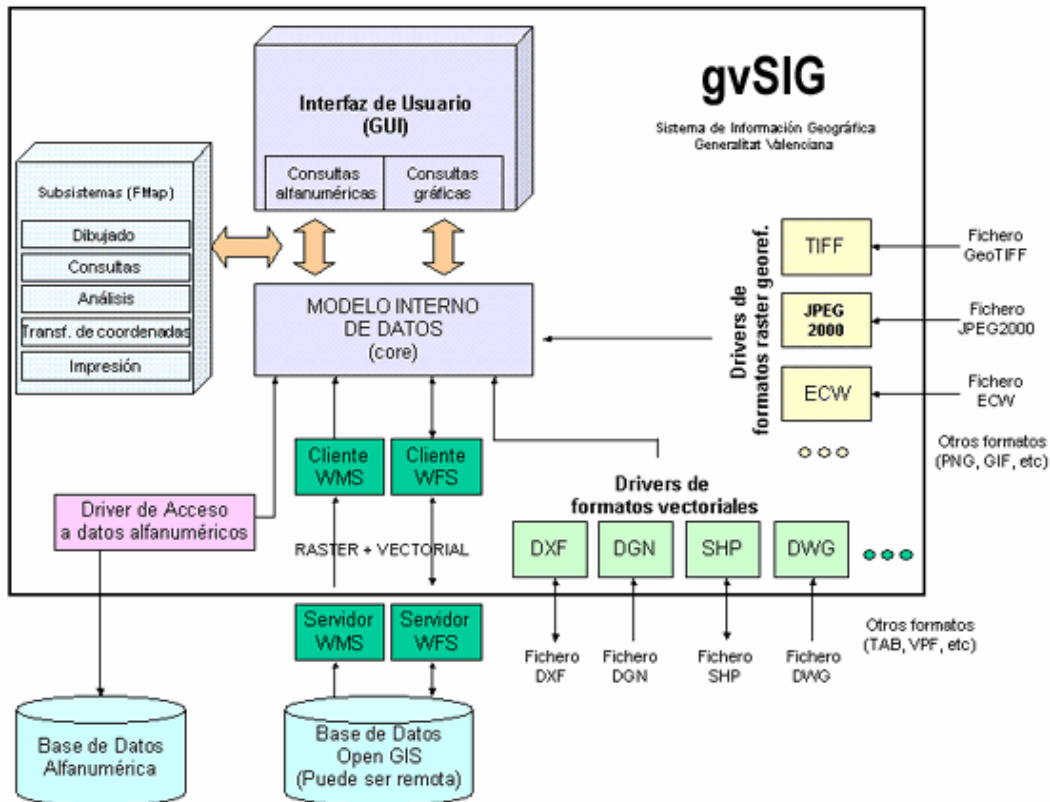 gvSIG
Sistema de Información Geográfica
Generalitat Valenciana
Interfaz de Usuario
(GUI)
Consultas
alfanuméricas
Consultas
gráficas
Subsistemas (FMap)
Dibujado
Consultas
Análisis
Transf. de coordenadas
Impresión
MODELO INTERNO
DE DATOS
(core)
Drivers de
formatos raster georef.
TIFF
JPEG
2000
ECW
Fichero
GeoTIFF
Fichero
JPEG2000
Fichero
ECW
Otros formatos
(PNG, GIF, etc)
Cliente
WMS
Cliente
WFS
Driver de Acceso
a datos alfanuméricos
RASTER + VECTORIAL
Drivers de
formatos vectoriales
DXF
DGN
SHP
DWG
Servidor
WMS
Servidor
WFS
Fichero
DXF
Fichero
DGN
Fichero
SHP
Fichero
DWG
Otros formatos
(TAB, VPF, etc)
Base de Datos
Alfanumérica
Base de Datos
Open GIS
(Puede ser remota)